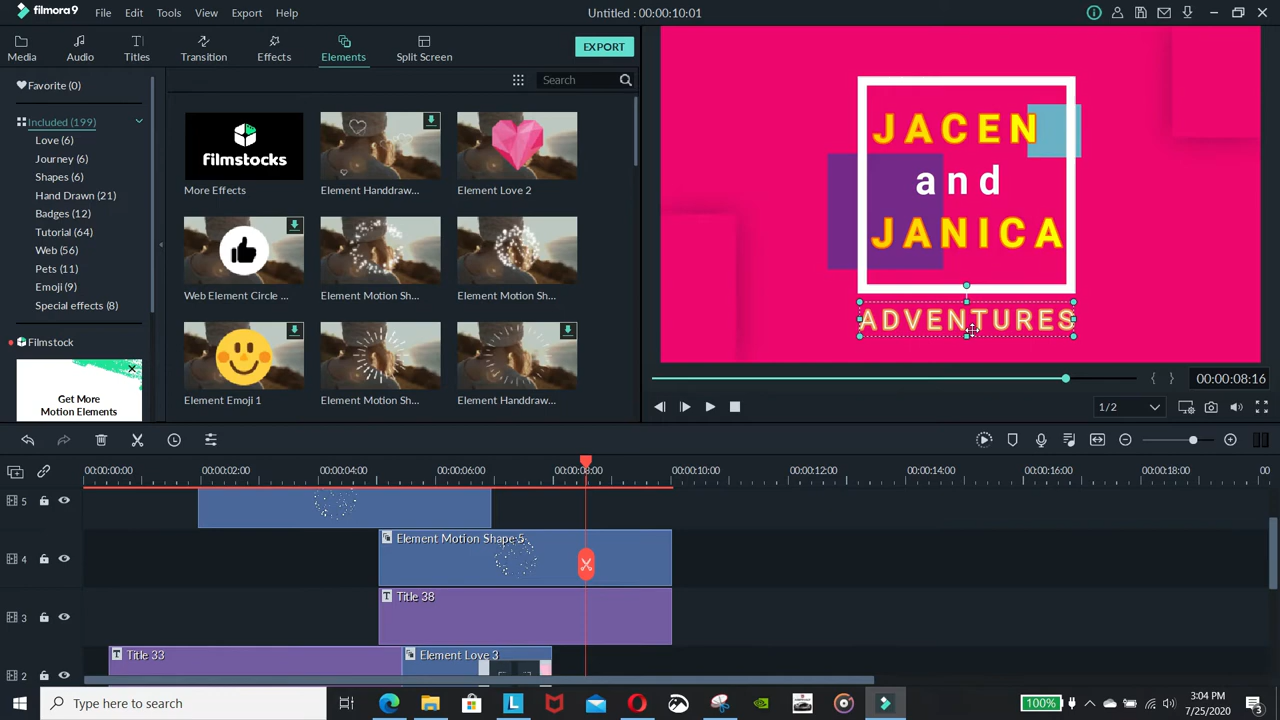 filmora 9 File Edit Tools View Export Help Untitled : 00:00:10:01
Media Audio Titles Transition Effects Elements Split Screen EXPORT
Favorite (0)
Search
Included (199)
Love (6)
Journey (6)
Shapes (6)
Hand Drawn (21)
Badges (12)
Tutorial (64)
Web (56)
Pets (11)
Emoji (9)
Special effects (8)
Filmstock
Get More
Motion Elements
filmstocks
More Effects Element Handdraw... Element Love 2
Web Element Circle ... Element Motion Sh... Element Motion Sh...
Element Emoji 1 Element Motion Sh... Element Handdraw...
JACEN
and
JANICA
ADVENTURES
00:00:08:16
1/2
00:00:00:00 00:00:02:00 00:00:04:00 00:00:06:00 00:00:08:00 00:00:10:00 00:00:12:00 00:00:14:00 00:00:16:00 00:00:18:00 00
5
4 Element Motion Shape 5
3 T Title 38
2 T Title 33 Element Love 3
Type here to search
L
100%
3:04 PM
7/25/2020
3